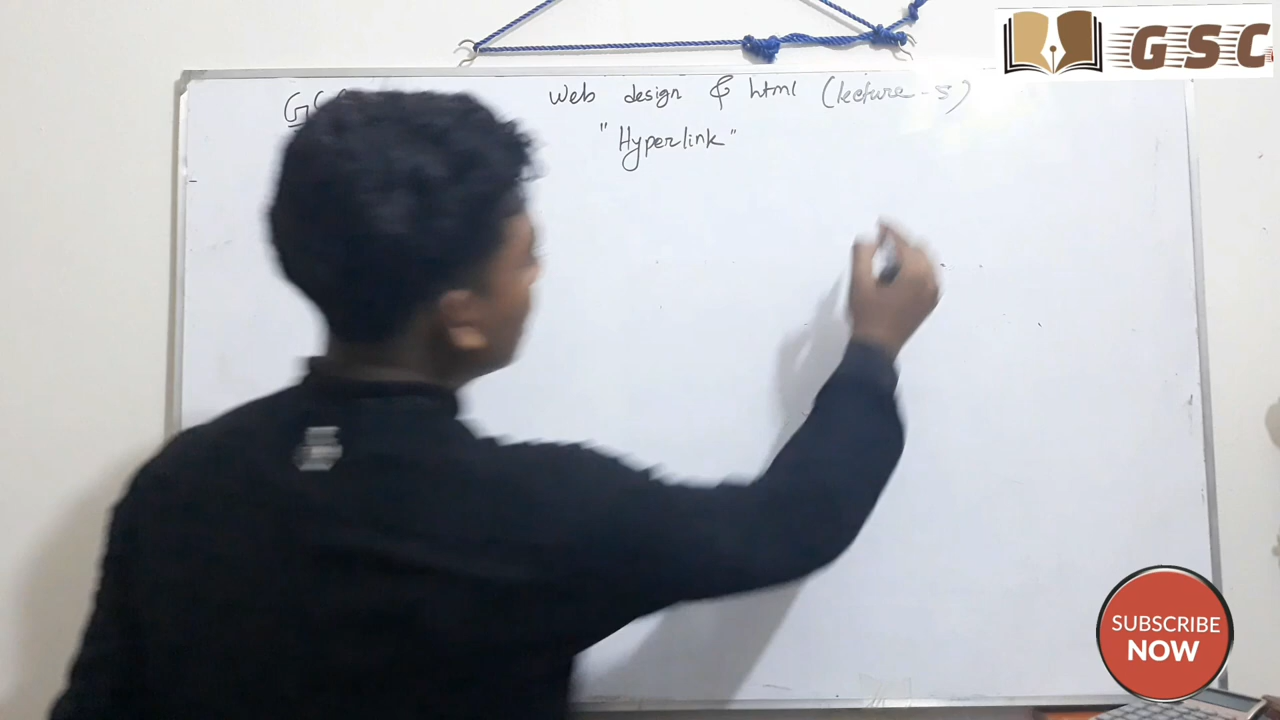 Web design & html (lecture-5)
"Hyperlink"
GSC
SUBSCRIBE
NOW